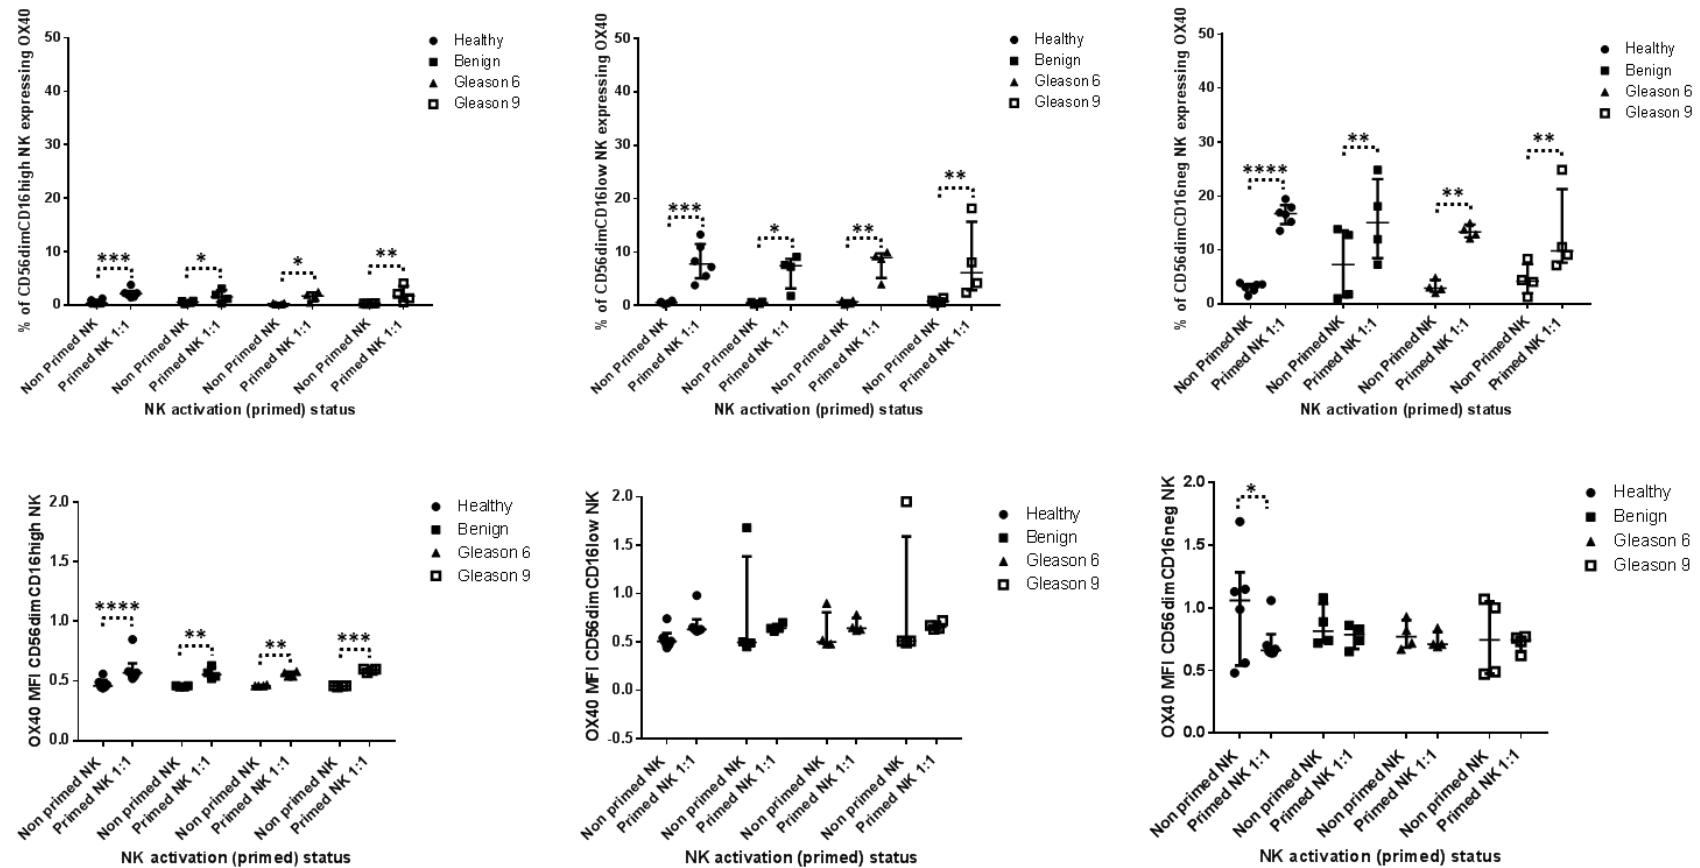 % of CD56dimCD16high NK expressing OX40
50
40
30
20
10
0
Healthy
Benign
Gleason 6
Gleason 9
***
*
*
**
Non Primed NK
Primed NK 1:1
Non Primed NK
Primed NK 1:1
Non Primed NK
Primed NK 1:1
Non Primed NK
Primed NK 1:1
NK activation (primed) status
% of CD56dimCD16low NK expressing OX40
50
40
30
20
10
0
Healthy
Benign
Gleason 6
Gleason 9
***
*
**
**
Non Primed NK
Primed NK 1:1
Non Primed NK
Primed NK 1:1
Non Primed NK
Primed NK 1:1
Non Primed NK
Primed NK 1:1
NK activation (primed) status
% of CD56dimCD16neg NK expressing OX40
50
40
30
20
10
0
Healthy
Benign
Gleason 6
Gleason 9
****
**
**
**
Non Primed NK
Primed NK 1:1
Non Primed NK
Primed NK 1:1
Non Primed NK
Primed NK 1:1
Non Primed NK
Primed NK 1:1
NK activation (primed) status
OX40 MFI CD56dimCD16high NK
2.0
1.5
1.0
0.5
0.0
Healthy
Benign
Gleason 6
Gleason 9
****
**
**
***
Non primed NK
Primed NK 1:1
Non primed NK
Primed NK 1:1
Non primed NK
Primed NK 1:1
Non primed NK
Primed NK 1:1
NK activation (primed) status
OX40 MFI CD56dimCD16low NK
2.0
1.5
1.0
0.5
0.0
-0.5
Healthy
Benign
Gleason 6
Gleason 9
Non primed NK
Primed NK 1:1
Non primed NK
Primed NK 1:1
Non primed NK
Primed NK 1:1
Non primed NK
Primed NK 1:1
NK activation (primed) status
OX40 MFI CD56dimCD16neg NK
2.0
1.5
1.0
0.5
0.0
Healthy
Benign
Gleason 6
Gleason 9
*
Non primed NK
Primed NK 1:1
Non primed NK
Primed NK 1:1
Non primed NK
Primed NK 1:1
Non primed NK
Primed NK 1:1
NK activation (primed) status